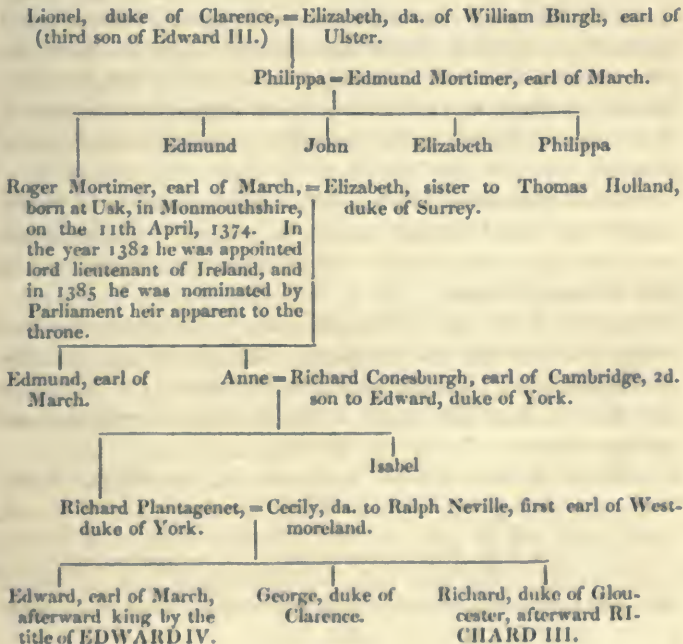 Lionel, duke of Clarence, = Elizabeth, da. of William Burgh, earl of
(third son of Edward III.) Ulster.
Philippa = Edmund Mortimer, earl of March.
Edmund John Elizabeth Philippa
Roger Mortimer, earl of March, = Elizabeth, sister to Thomas Holland,
born at Usk, in Monmouthshire, duke of Surrey.
on the 11th April, 1374. In
the year 1382 he was appointed
lord lieutenant of Ireland, and
in 1385 he was nominated by
Parliament heir apparent to the
throne.
Edmund, earl of Anne = Richard Conesburgh, earl of Cambridge, 2d.
March. son to Edward, duke of York.
Isabel
Richard Plantagenet, = Cecily, da. to Ralph Neville, first earl of West-
duke of York. moreland.
Edward, earl of March, George, duke of Richard, duke of Glou-
afterward king by the Clarence. cester, afterward RI-
title of EDWARD IV. CHARD III.